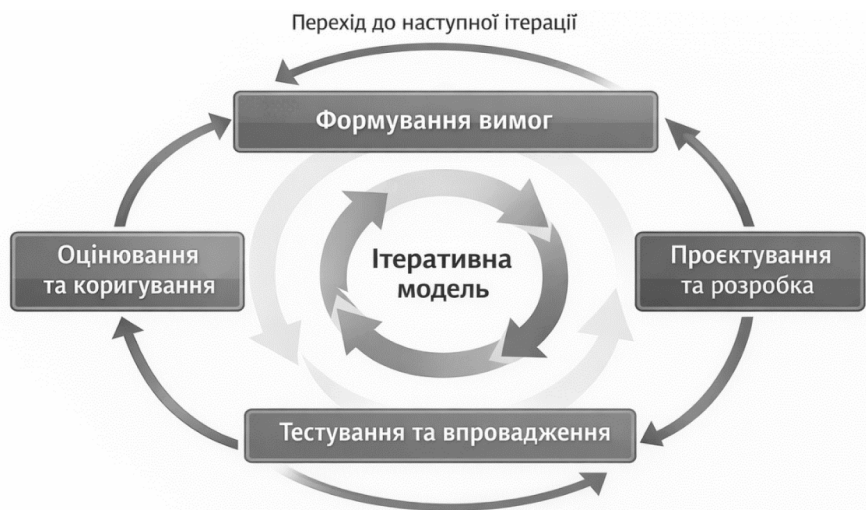 Перехід до наступної ітерації
Формування вимог
Оцінювання
та коригування
Ітеративна
модель
Проєктування
та розробка
Тестування та впровадження